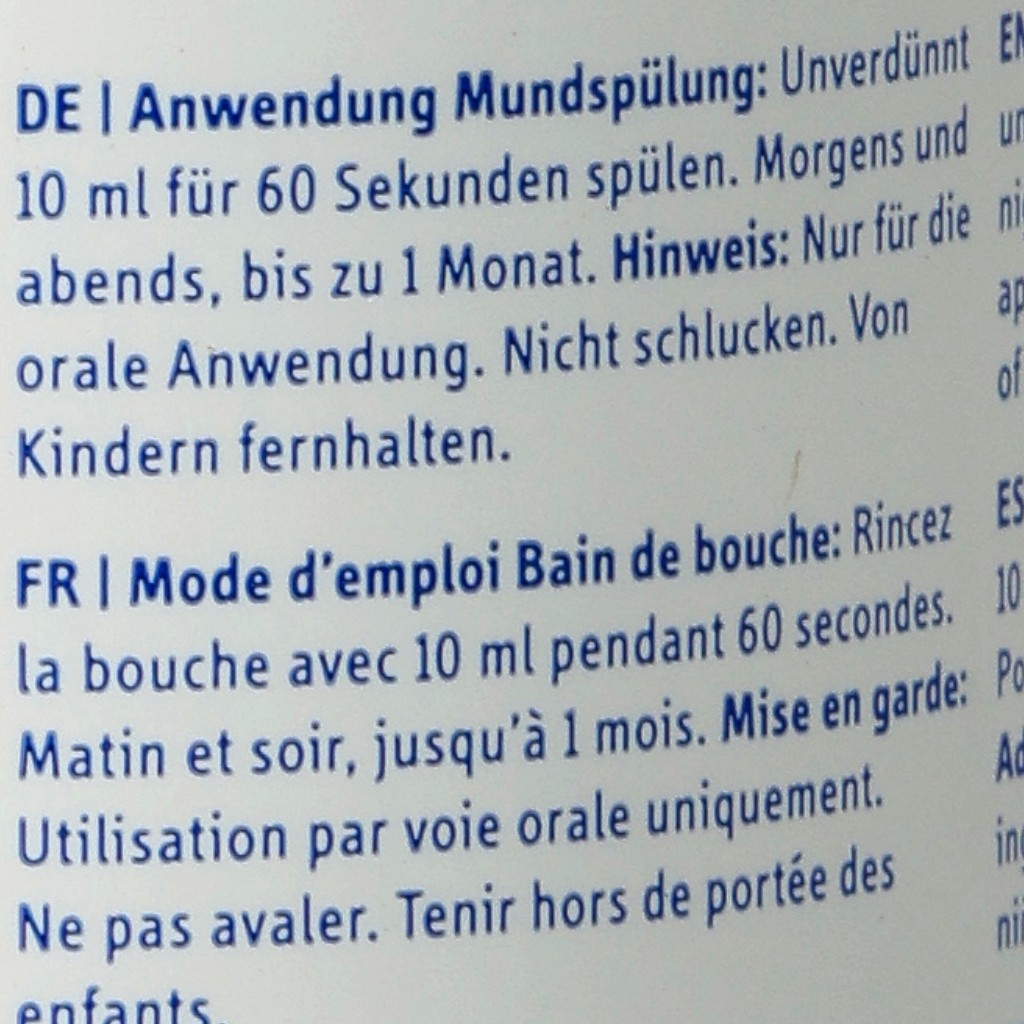 DE | Anwendung Mundspülung: Unverdünnt
10 ml für 60 Sekunden spülen. Morgens und
abends, bis zu 1 Monat. Hinweis: Nur für die
orale Anwendung. Nicht schlucken. Von
Kindern fernhalten.
FR | Mode d'emploi Bain de bouche: Rincez
la bouche avec 10 ml pendant 60 secondes.
Matin et soir, jusqu'à 1 mois. Mise en garde:
Utilisation par voie orale uniquement.
Ne pas avaler. Tenir hors de portée des
enfants.
of
ES
10